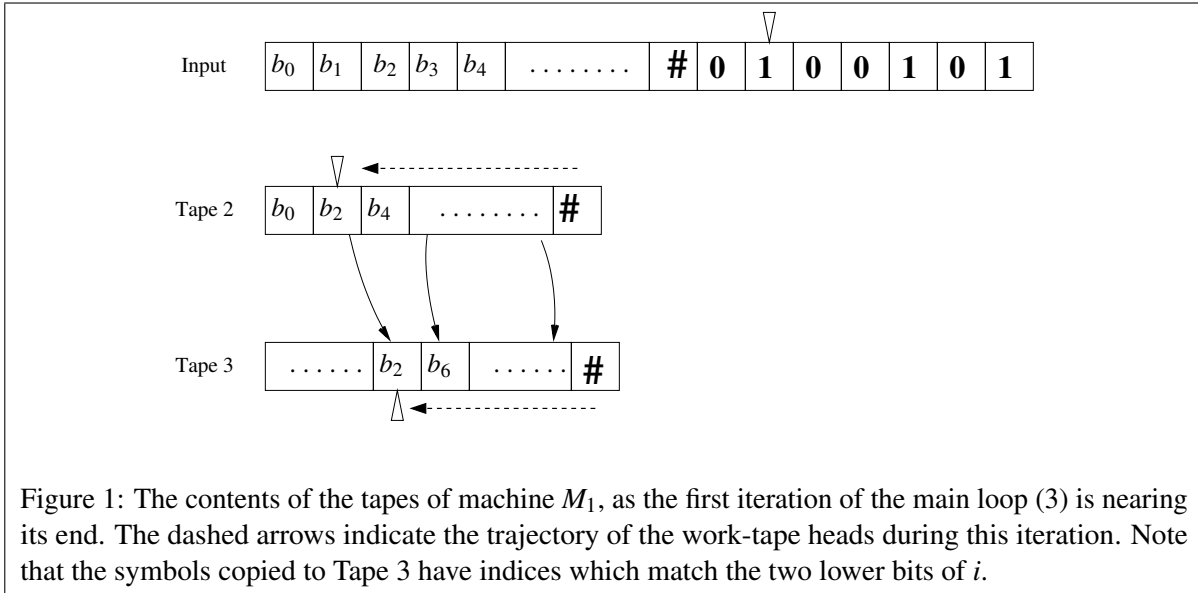 Input b₀ b₁ b₂ b₃ b₄ ........ # 0 1 0 0 1 0 1
Tape 2 b₀ b₂ b₄ ........ #
Tape 3 ...... b₂ b₆ ...... #
Figure 1: The contents of the tapes of machine M₁, as the first iteration of the main loop (3) is nearing
its end. The dashed arrows indicate the trajectory of the work-tape heads during this iteration. Note
that the symbols copied to Tape 3 have indices which match the two lower bits of i.